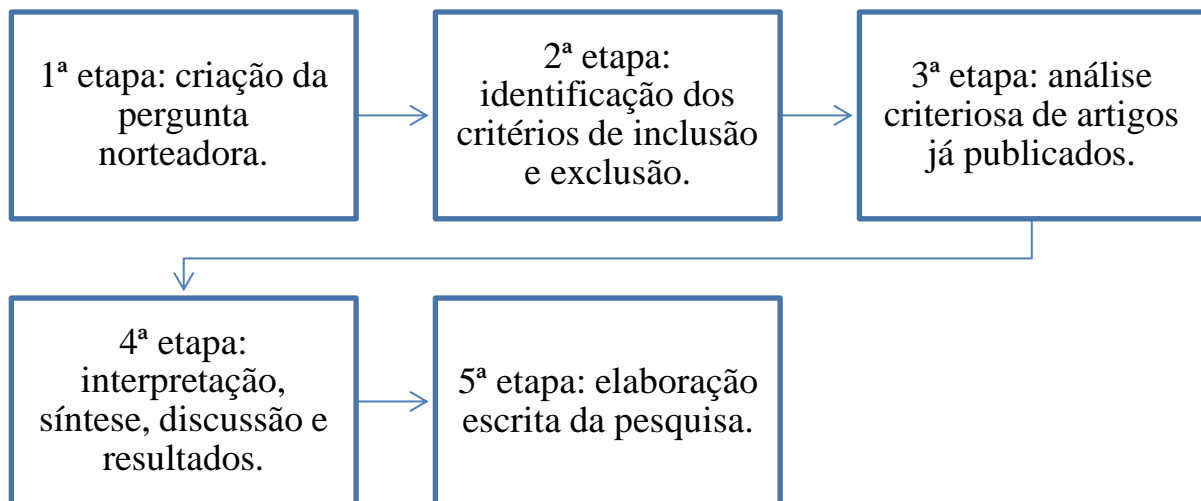 1ª etapa: criação da
pergunta
norteadora.
2ª etapa:
identificação dos
critérios de inclusão
e exclusão.
3ª etapa: análise
criteriosa de artigos
já publicados.
4ª etapa:
interpretação,
síntese, discussão e
resultados.
5ª etapa: elaboração
escrita da pesquisa.